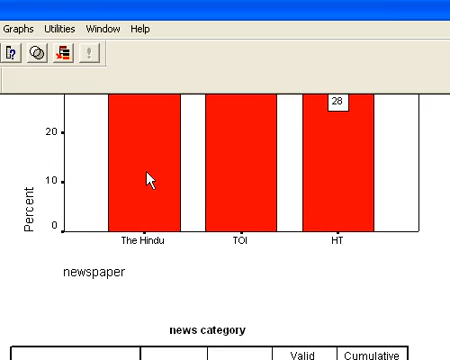 Graphs Utilities Window Help
28
20
10
0
Percent
The Hindu TOI HT
newspaper
news category
Valid Cumulative